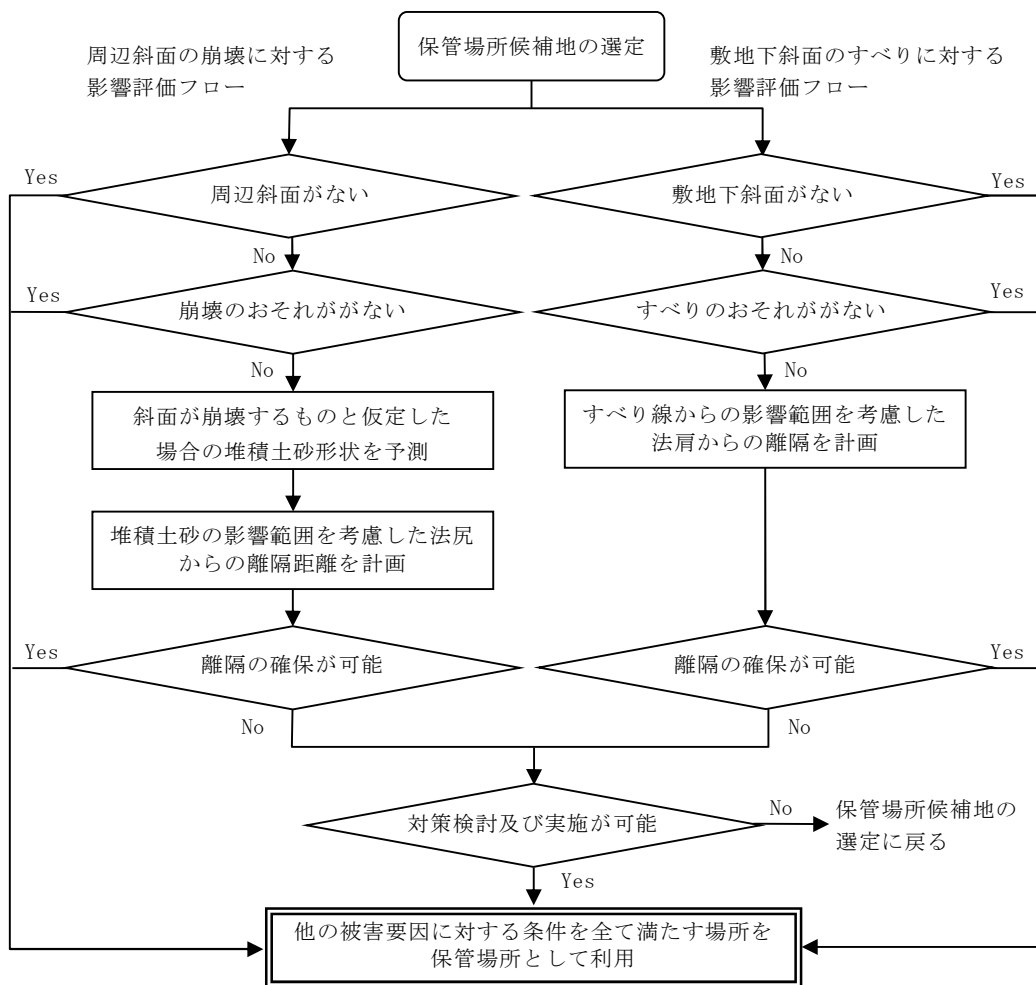 保管場所候補地の選定
周辺斜面の崩壊に対する
影響評価フロー
敷地下斜面のすべりに対する
影響評価フロー
Yes
周辺斜面がない
敷地下斜面がない
Yes
No
No
Yes
崩壊のおそれががない
すべりのおそれががない
Yes
No
No
斜面が崩壊するものと仮定した
場合の堆積土砂形状を予測
すべり線からの影響範囲を考慮した
法肩からの離隔を計画
堆積土砂の影響範囲を考慮した法尻
からの離隔距離を計画
Yes
離隔の確保が可能
離隔の確保が可能
Yes
No
No
対策検討及び実施が可能
No
保管場所候補地の
選定に戻る
Yes
他の被害要因に対する条件を全て満たす場所を
保管場所として利用